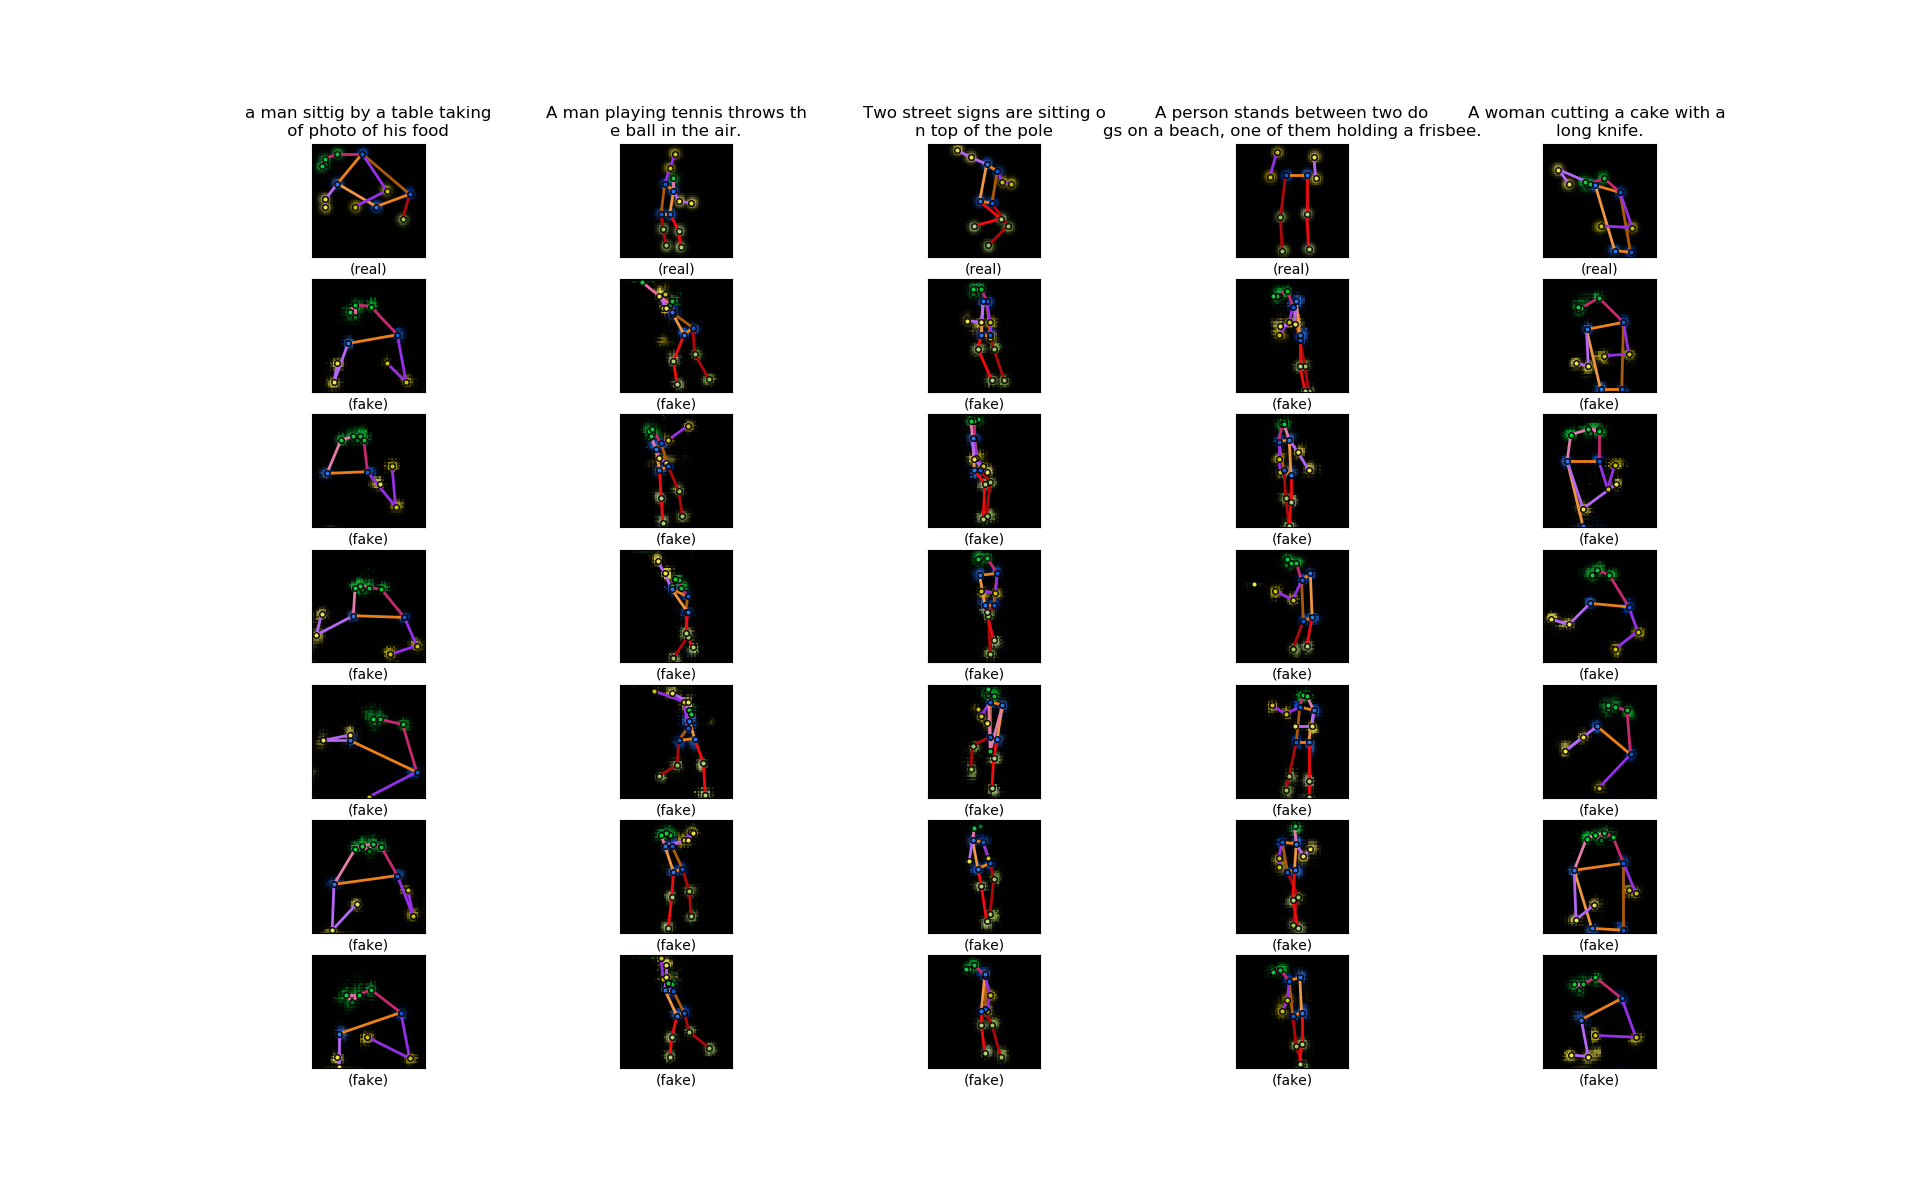 a man sittig by a table taking
of photo of his food
A man playing tennis throws th
e ball in the air.
Two street signs are sitting o
n top of the pole
A person stands between two do
gs on a beach, one of them holding a frisbee.
A woman cutting a cake with a
long knife.
(real) (real) (real) (real) (real)
(fake) (fake) (fake) (fake) (fake)
(fake) (fake) (fake) (fake) (fake)
(fake) (fake) (fake) (fake) (fake)
(fake) (fake) (fake) (fake) (fake)
(fake) (fake) (fake) (fake) (fake)
(fake) (fake) (fake) (fake) (fake)